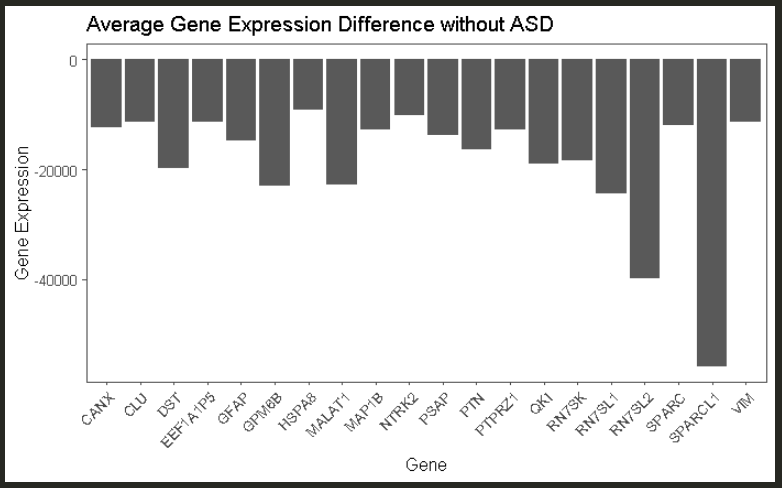 Average Gene Expression Difference without ASD
Gene Expression
0
-20000
-40000
CANX
CLU
DST
EEF1A1P5
GFAP
GPM6B
HSPA8
MALAT1
MAP1B
NTRK2
PSAP
PTN
PTPRZ1
QKI
RN7SK
RN7SL1
RN7SL2
SPARC
SPARCL1
VIM
Gene